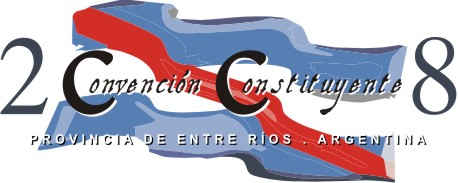 2 Convención Constituyente 8
PROVINCIA DE ENTRE RÍOS . ARGENTINA